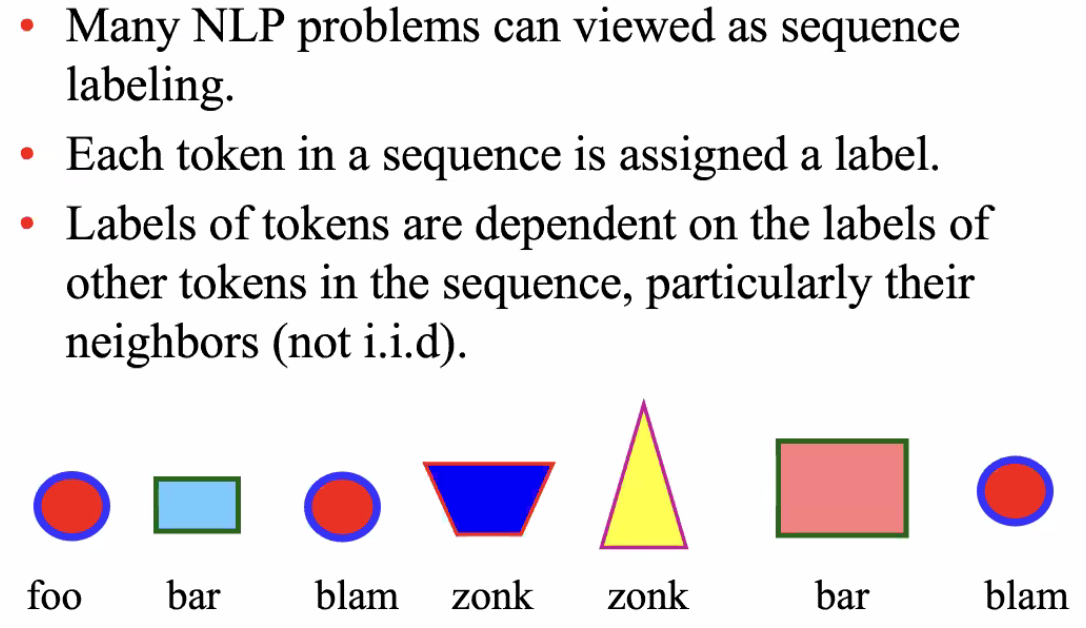 • Many NLP problems can viewed as sequence
labeling.
• Each token in a sequence is assigned a label.
• Labels of tokens are dependent on the labels of
other tokens in the sequence, particularly their
neighbors (not i.i.d).
foo bar blam zonk zonk bar blam